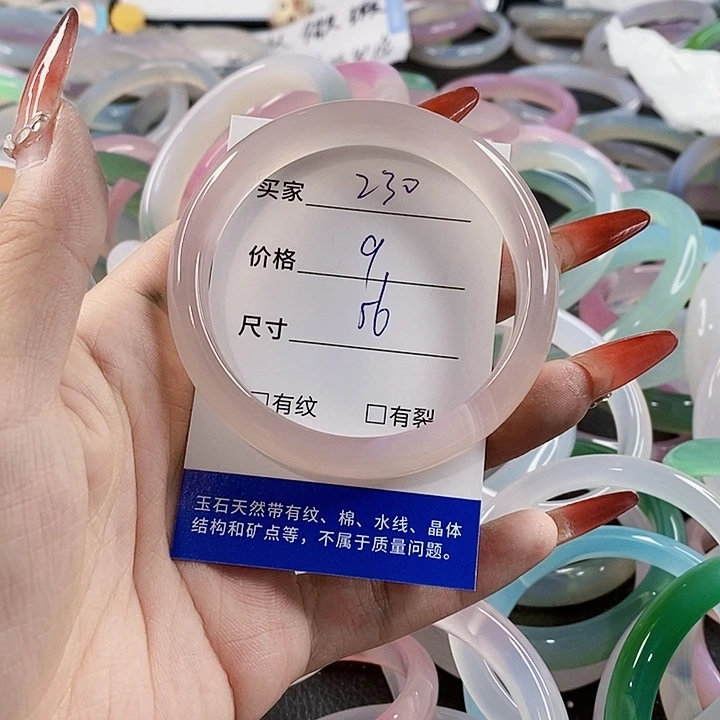 买家 230
价格 9,
尺寸 56
□有纹 □有裂
玉石天然带有纹、棉、水线、晶体
结构和矿点等，不属于质量问题。